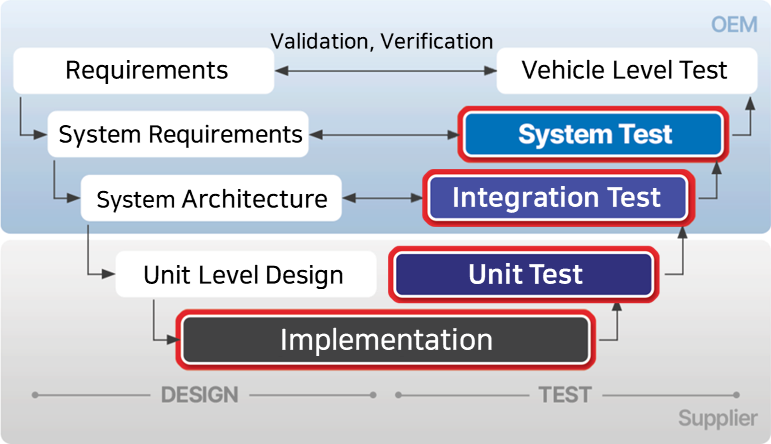 OEM
Validation, Verification
Requirements
Vehicle Level Test
System Requirements
System Test
System Architecture
Integration Test
Unit Level Design
Unit Test
Implementation
DESIGN
TEST
Supplier